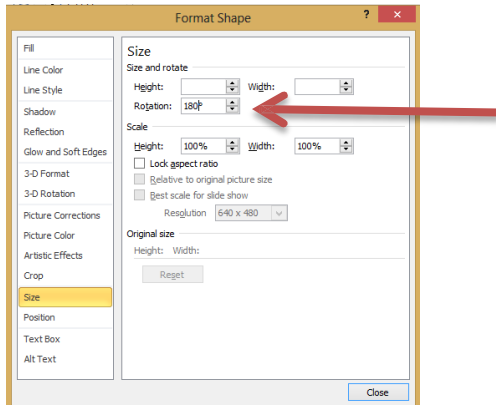 Format Shape
?
Fill
Line Color
Line Style
Shadow
Reflection
Glow and Soft Edges
3-D Format
3-D Rotation
Picture Corrections
Picture Color
Artistic Effects
Crop
Size
Position
Text Box
Alt Text
Size
Size and rotate
Height: Width:
Rotation: 180°
Scale
Height: 100% Width: 100%
Lock aspect ratio
Relative to original picture size
Best scale for slide show
Resolution 640 x 480
Original size
Height: Width:
Reset
Close